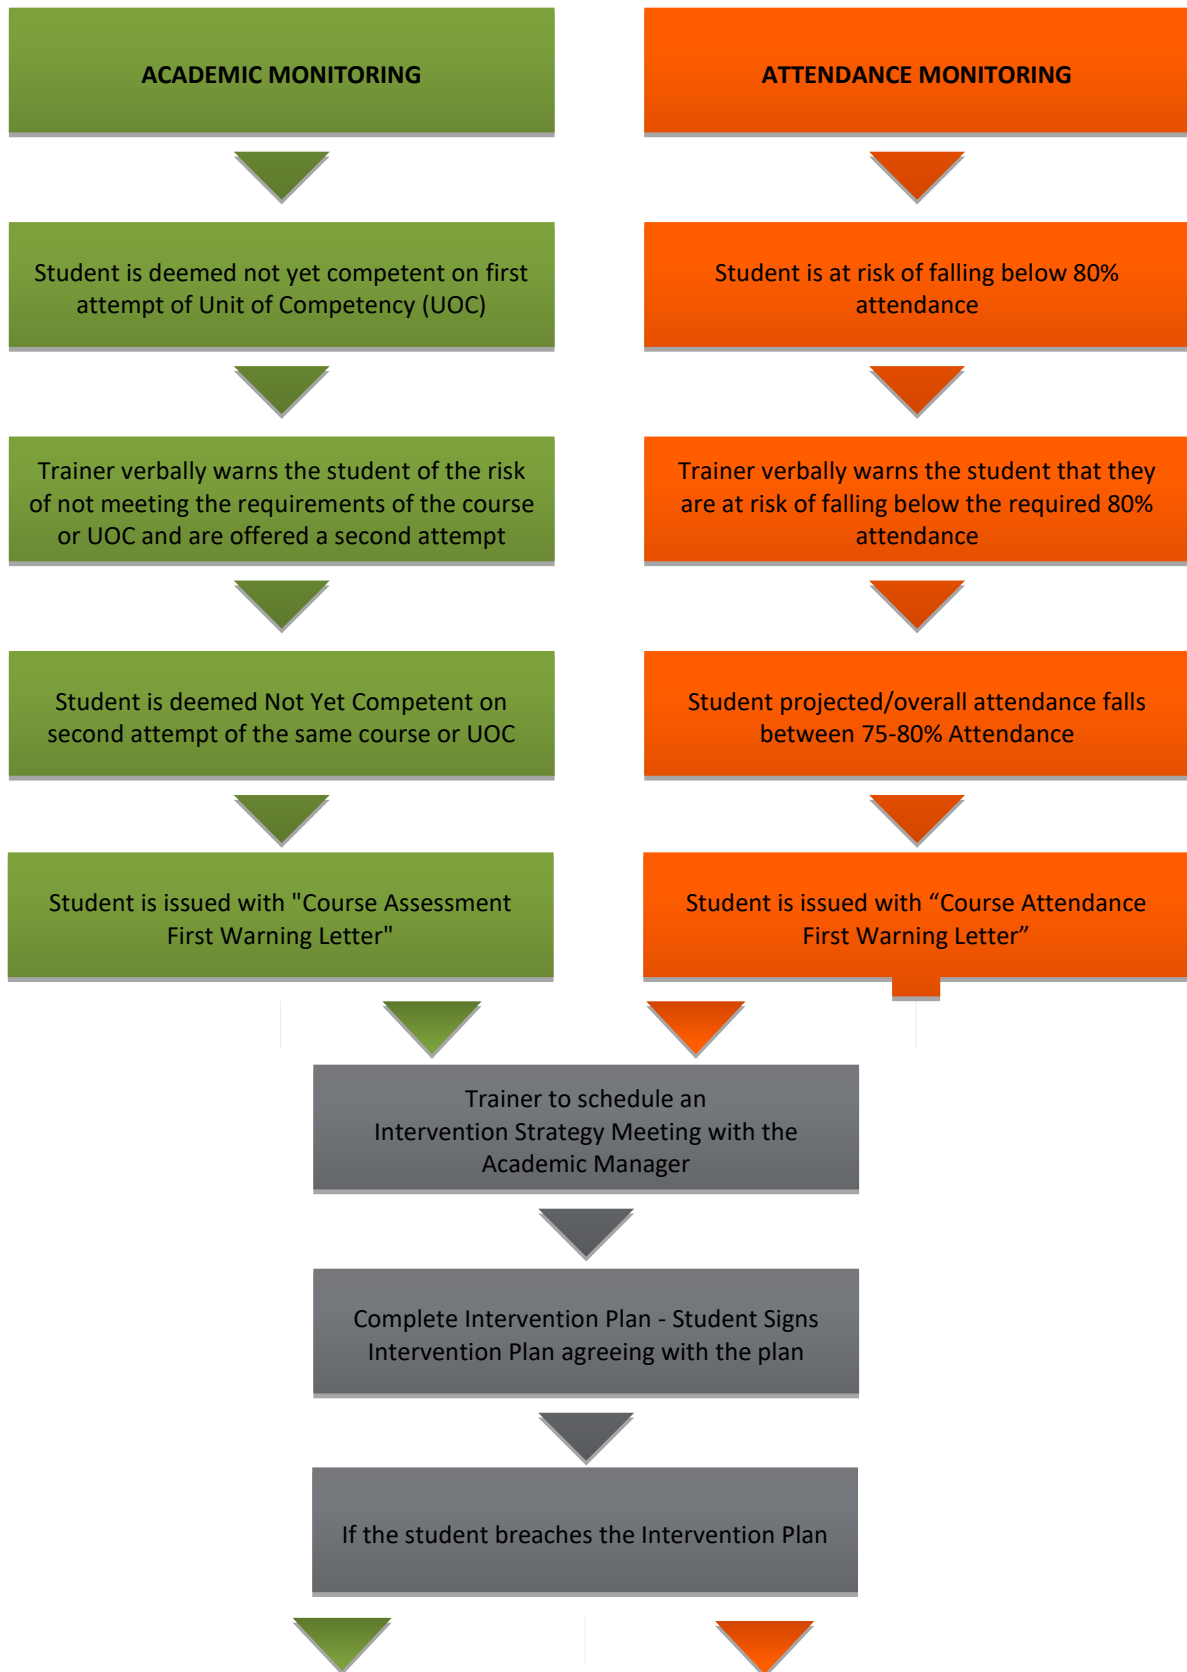 ACADEMIC MONITORING
ATTENDANCE MONITORING
Student is deemed not yet competent on first
attempt of Unit of Competency (UOC)
Student is at risk of falling below 80%
attendance
Trainer verbally warns the student of the risk
of not meeting the requirements of the course
or UOC and are offered a second attempt
Trainer verbally warns the student that they
are at risk of falling below the required 80%
attendance
Student is deemed Not Yet Competent on
second attempt of the same course or UOC
Student projected/overall attendance falls
between 75-80% Attendance
Student is issued with "Course Assessment
First Warning Letter"
Student is issued with “Course Attendance
First Warning Letter”
Trainer to schedule an
Intervention Strategy Meeting with the
Academic Manager
Complete Intervention Plan - Student Signs
Intervention Plan agreeing with the plan
If the student breaches the Intervention Plan